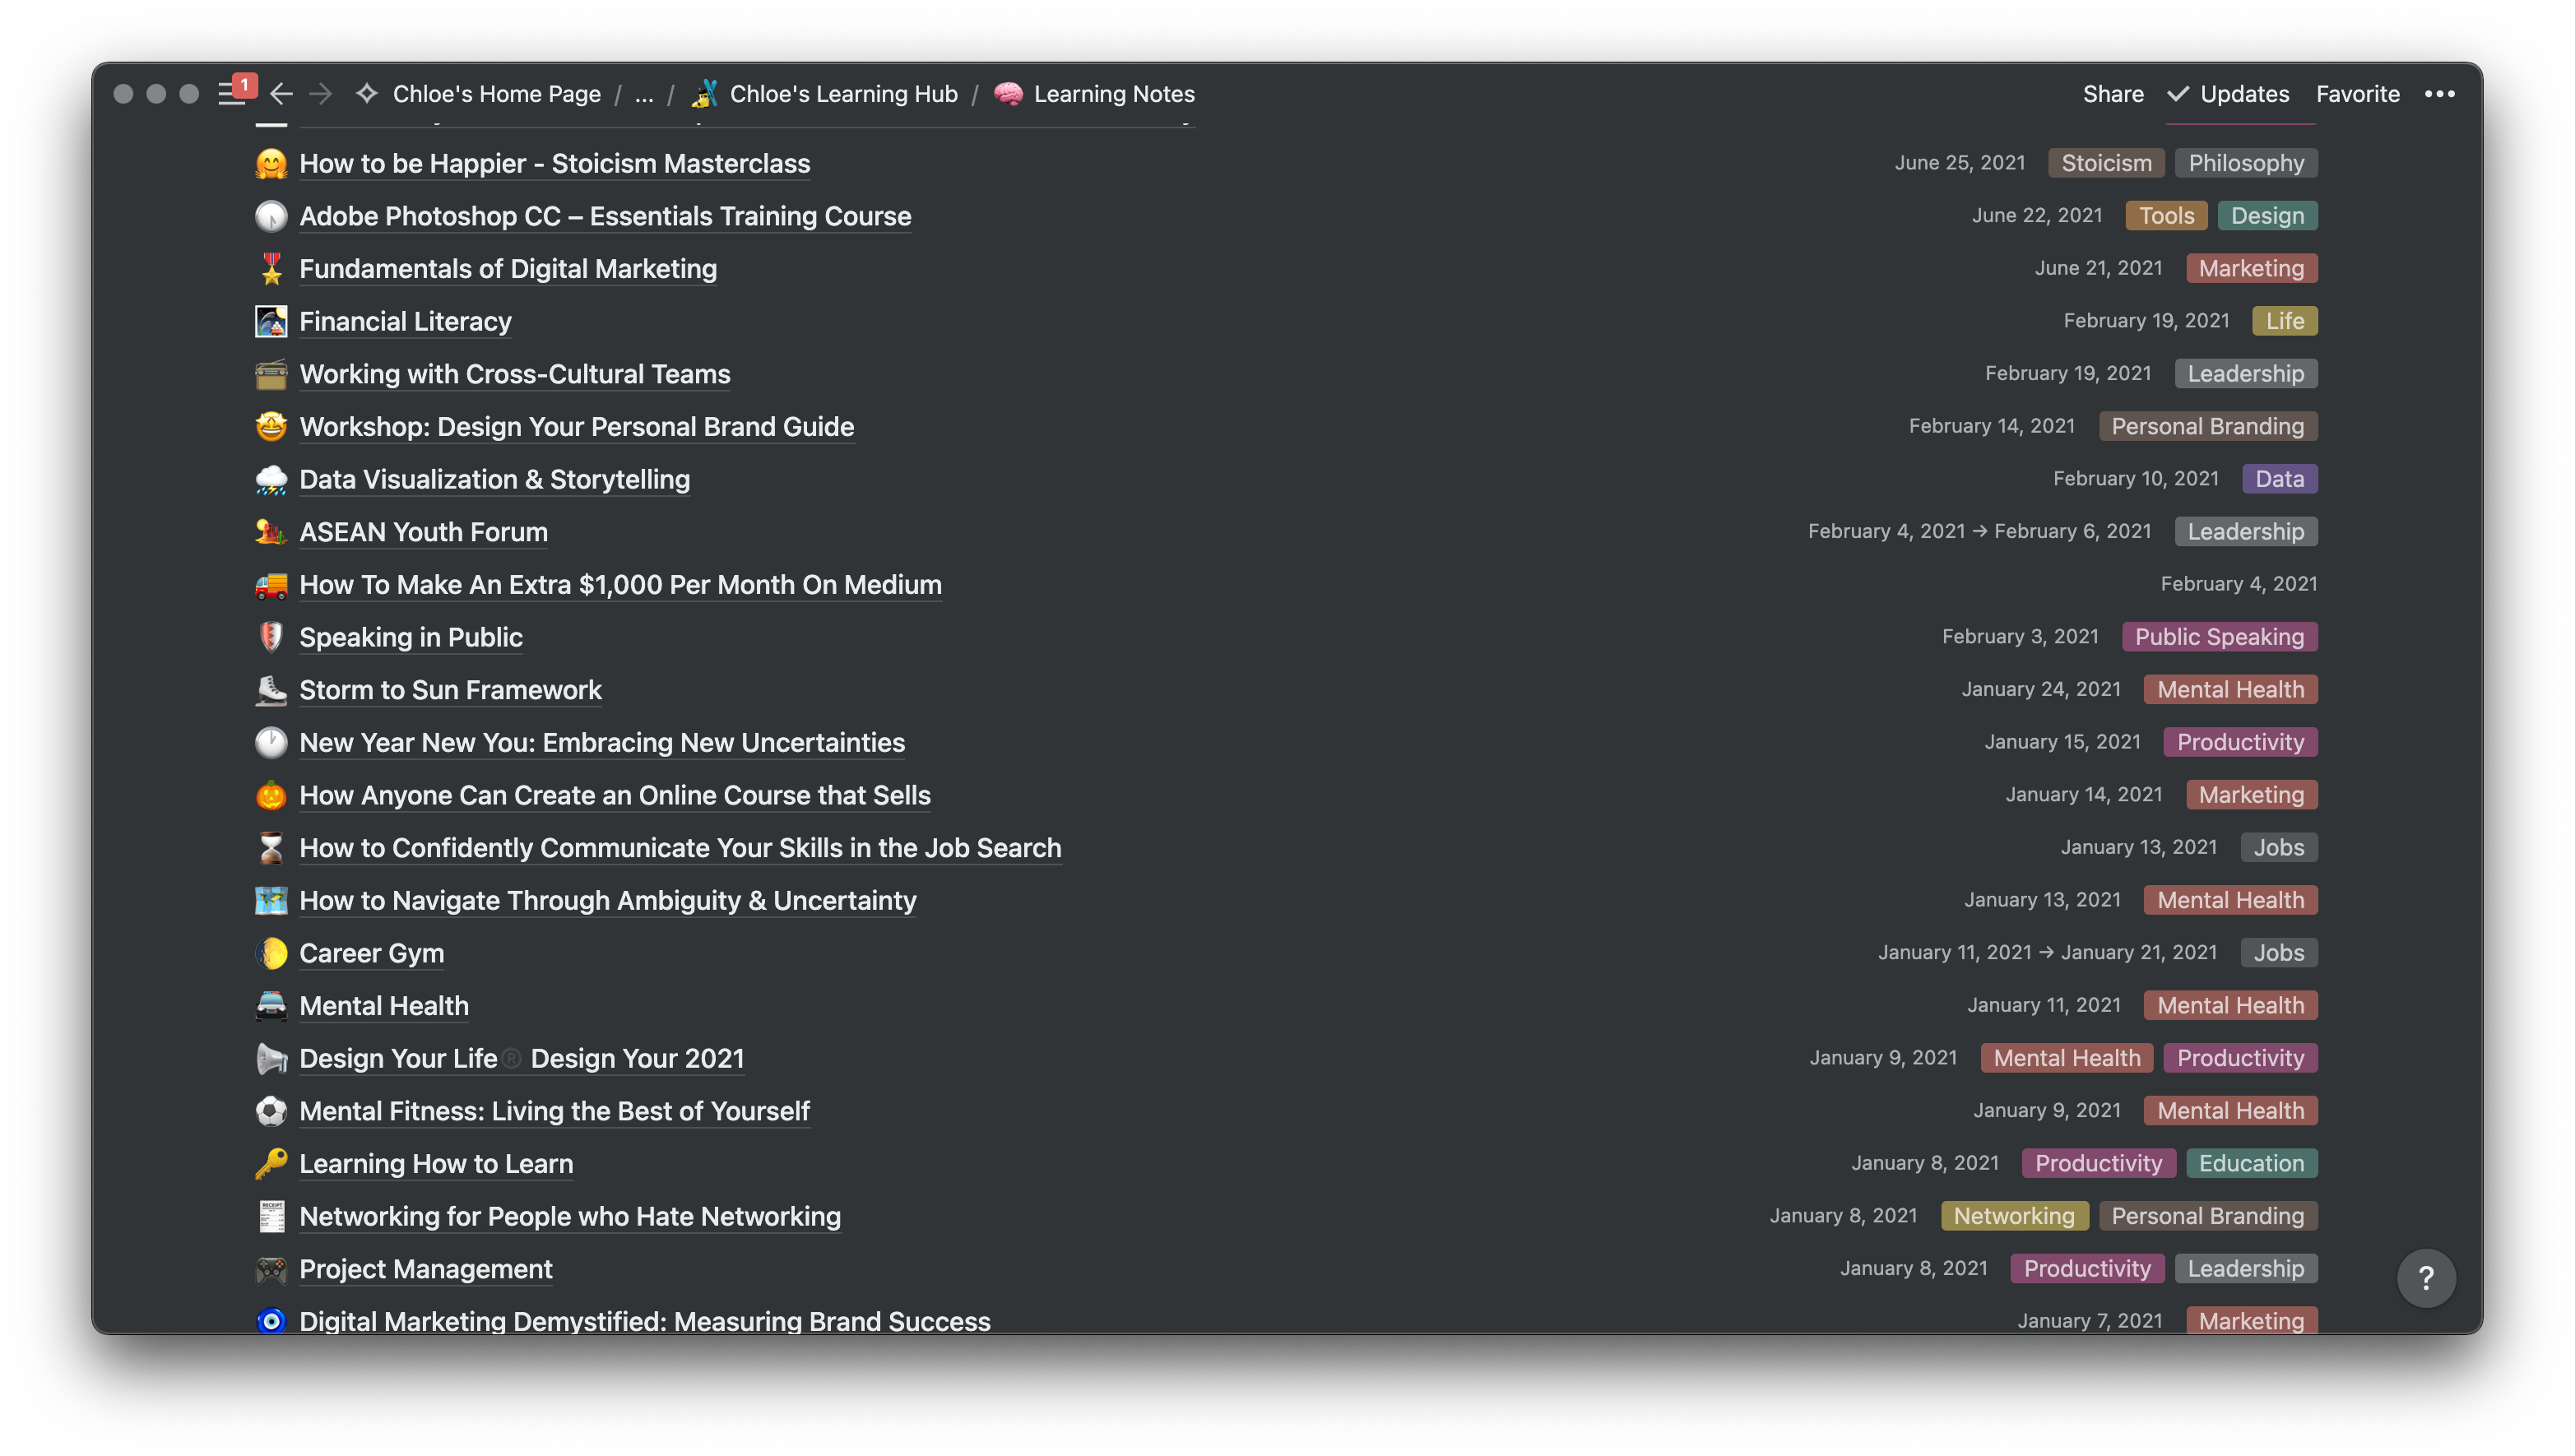 1 Chloe's Home Page / ... / Chloe's Learning Hub / Learning Notes Share Updates Favorite •••
How to be Happier - Stoicism Masterclass June 25, 2021 Stoicism Philosophy
Adobe Photoshop CC – Essentials Training Course June 22, 2021 Tools Design
Fundamentals of Digital Marketing June 21, 2021 Marketing
Financial Literacy February 19, 2021 Life
Working with Cross-Cultural Teams February 19, 2021 Leadership
Workshop: Design Your Personal Brand Guide February 14, 2021 Personal Branding
Data Visualization & Storytelling February 10, 2021 Data
ASEAN Youth Forum February 4, 2021 → February 6, 2021 Leadership
How To Make An Extra $1,000 Per Month On Medium February 4, 2021
Speaking in Public February 3, 2021 Public Speaking
Storm to Sun Framework January 24, 2021 Mental Health
New Year New You: Embracing New Uncertainties January 15, 2021 Productivity
How Anyone Can Create an Online Course that Sells January 14, 2021 Marketing
How to Confidently Communicate Your Skills in the Job Search January 13, 2021 Jobs
How to Navigate Through Ambiguity & Uncertainty January 13, 2021 Mental Health
Career Gym January 11, 2021 → January 21, 2021 Jobs
Mental Health January 11, 2021 Mental Health
Design Your Life® Design Your 2021 January 9, 2021 Mental Health Productivity
Mental Fitness: Living the Best of Yourself January 9, 2021 Mental Health
Learning How to Learn January 8, 2021 Productivity Education
Networking for People who Hate Networking January 8, 2021 Networking Personal Branding
Project Management January 8, 2021 Productivity Leadership
?
Digital Marketing Demystified: Measuring Brand Success January 7, 2021 Marketing